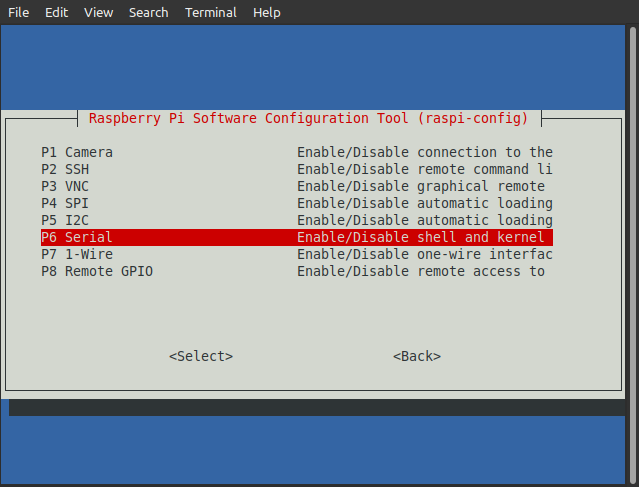 File Edit View Search Terminal Help
Raspberry Pi Software Configuration Tool (raspi-config)
P1 Camera Enable/Disable connection to the
P2 SSH Enable/Disable remote command li
P3 VNC Enable/Disable graphical remote
P4 SPI Enable/Disable automatic loading
P5 I2C Enable/Disable automatic loading
P6 Serial Enable/Disable shell and kernel
P7 1-Wire Enable/Disable one-wire interfac
P8 Remote GPIO Enable/Disable remote access to
<Select> <Back>